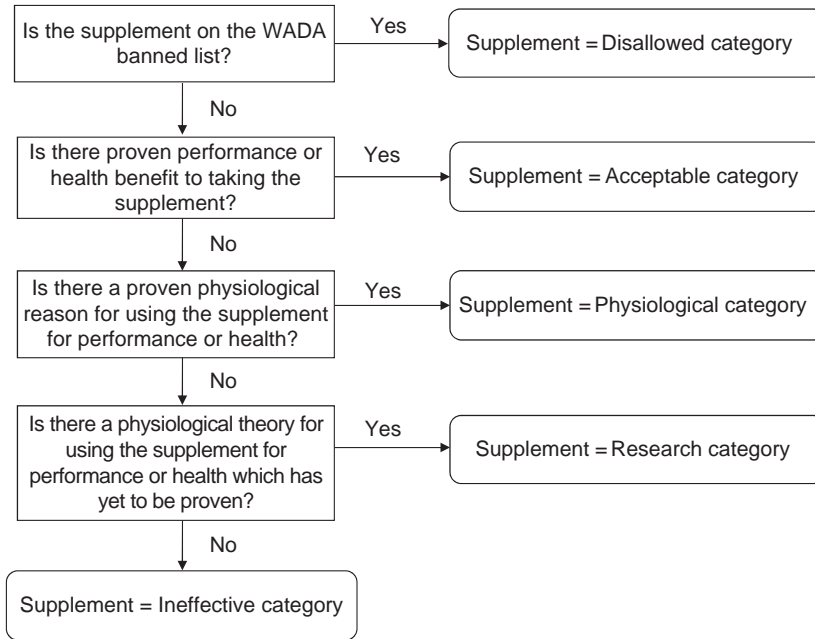 Is the supplement on the WADA
banned list?
Yes
Supplement = Disallowed category
No
Is there proven performance or
health benefit to taking the
supplement?
Yes
Supplement = Acceptable category
No
Is there a proven physiological
reason for using the supplement
for performance or health?
Yes
Supplement = Physiological category
No
Is there a physiological theory for
using the supplement for
performance or health which has
yet to be proven?
Yes
Supplement = Research category
No
Supplement = Ineffective category